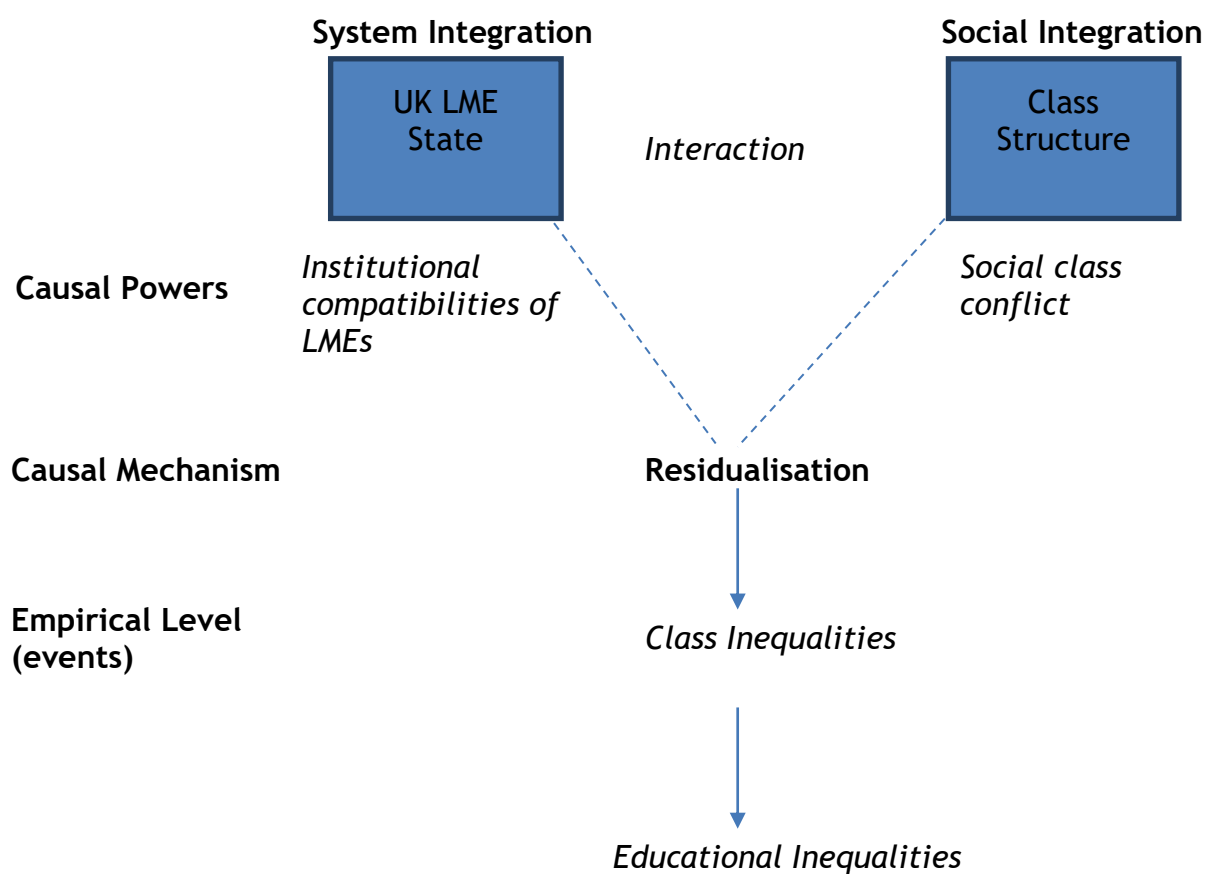 System Integration
Social Integration
UK LME
State
Interaction
Class
Structure
Causal Powers
Institutional
compatibilities of
LMEs
Social class
conflict
Causal Mechanism
Residualisation
Empirical Level
(events)
Class Inequalities
Educational Inequalities